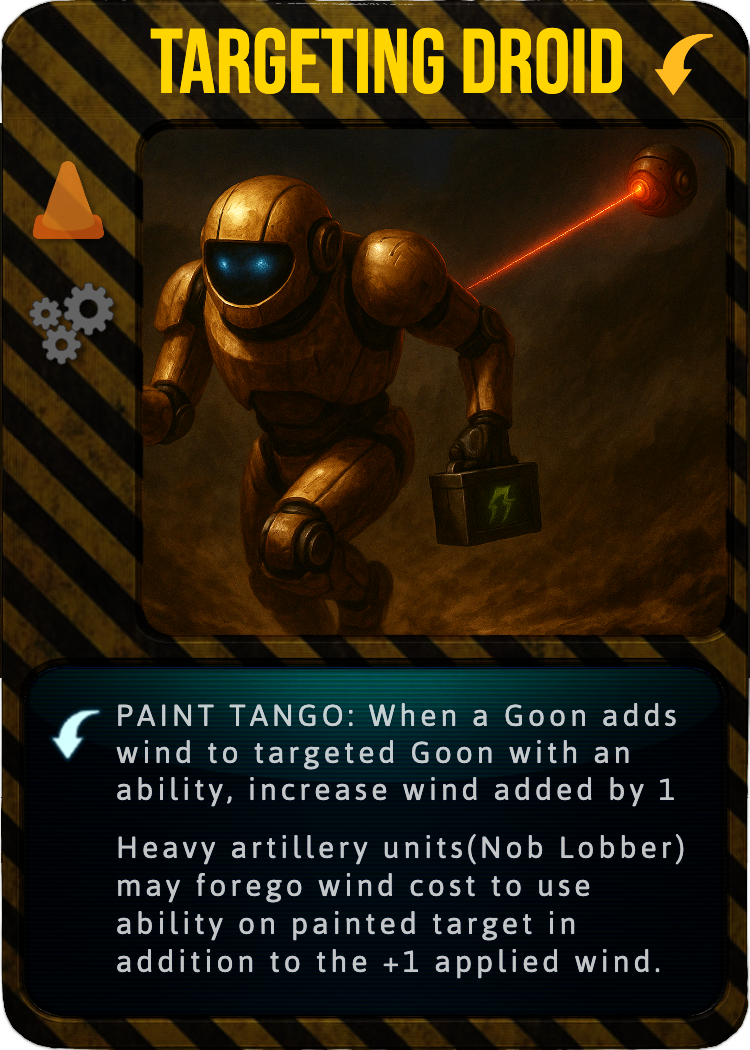 TARGETING DROID
PAINT TANGO: When a Goon adds
wind to targeted Goon with an
ability, increase wind added by 1
Heavy artillery units(Nob Lobber)
may forego wind cost to use
ability on painted target in
addition to the +1 applied wind.